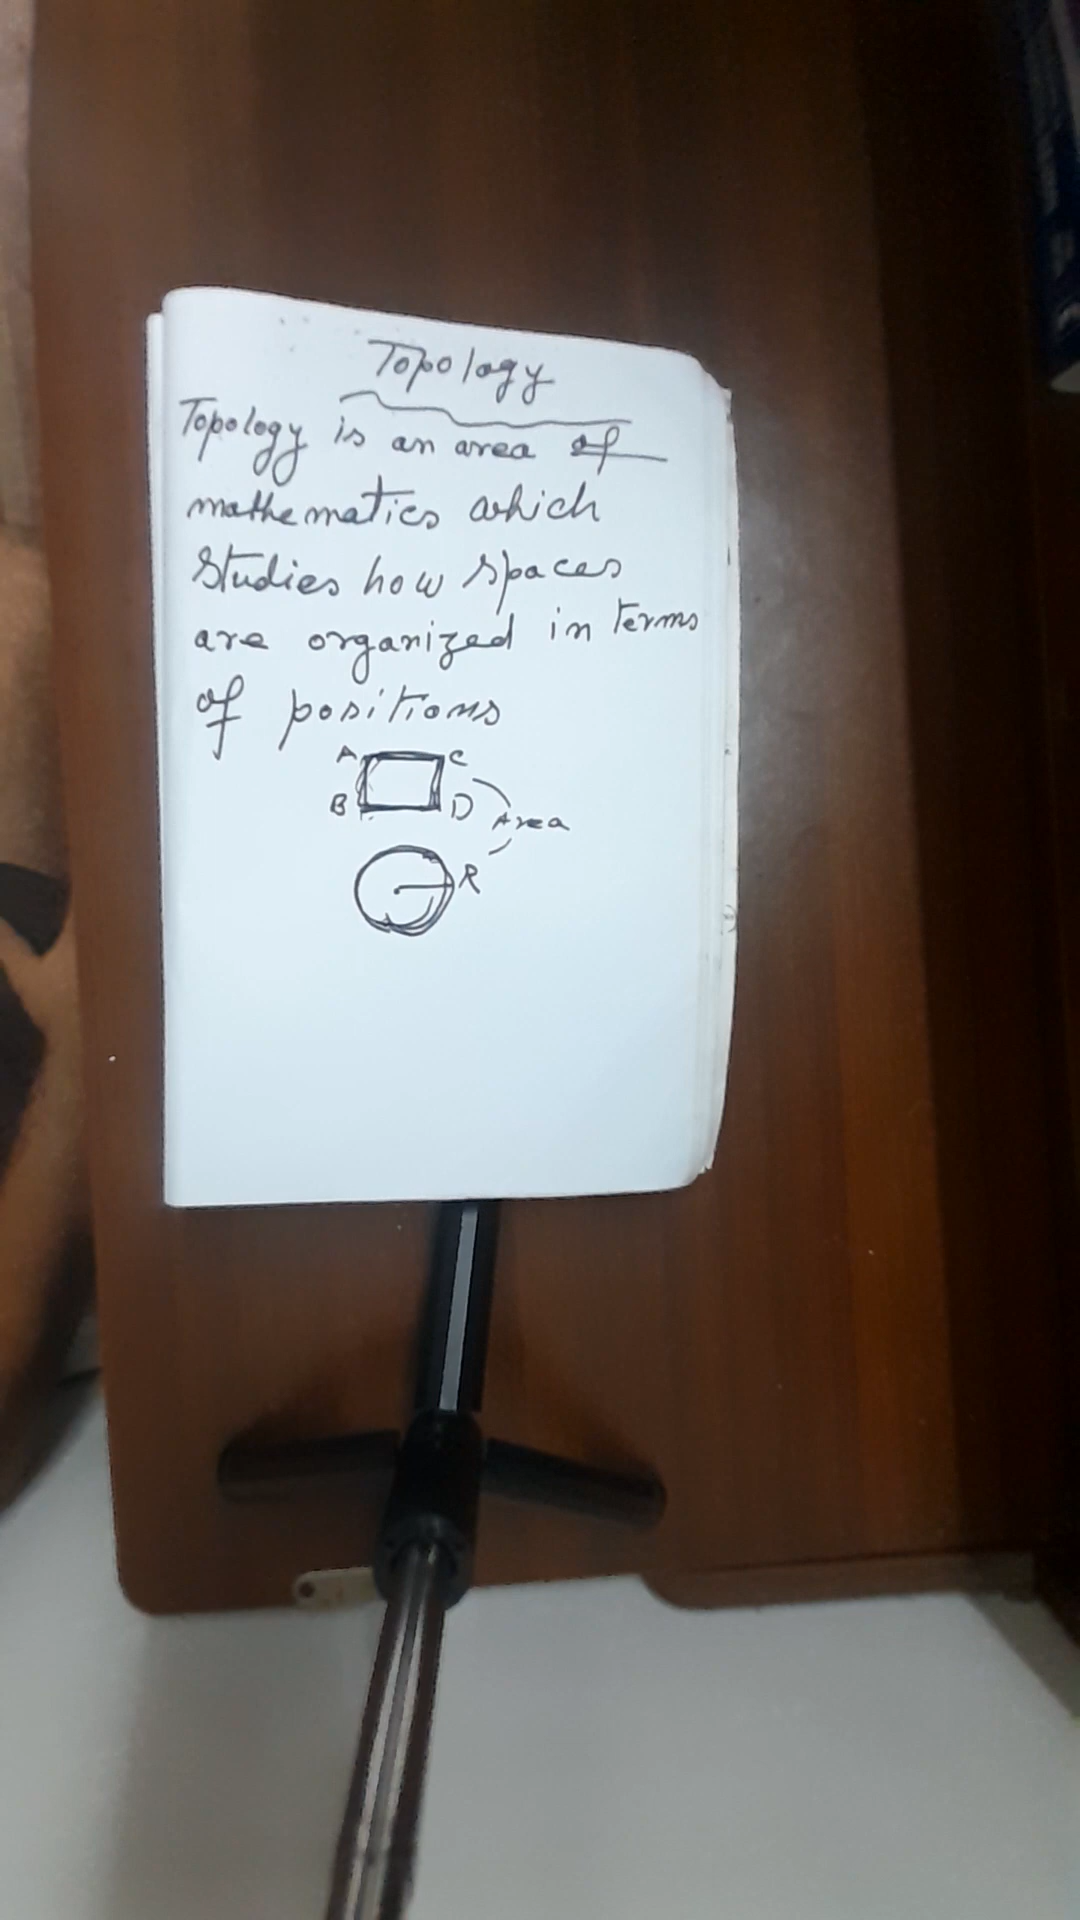 Topology
Topology is an area of
mathematics which
studies how spaces
are organized in terms
of positions
A C
B D
Area
R